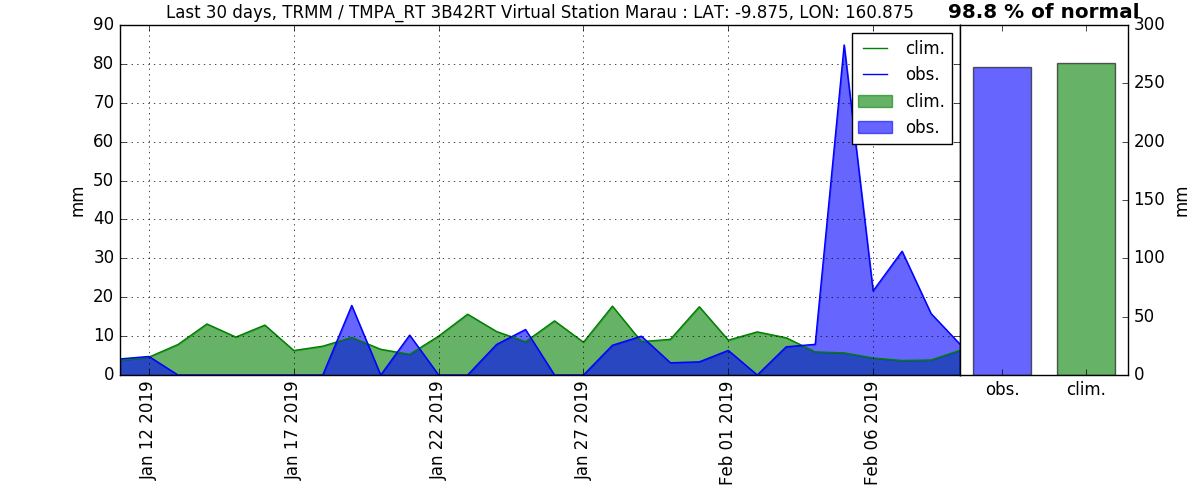 Last 30 days, TRMM / TMPA_RT 3B42RT Virtual Station Marau : LAT: -9.875, LON: 160.875
98.8 % of normal
90
80
70
60
50
40
30
20
10
0
mm
clim.
obs.
clim.
obs.
300
250
200
150
100
50
0
mm
Jan 12 2019
Jan 17 2019
Jan 22 2019
Jan 27 2019
Feb 01 2019
Feb 06 2019
obs.
clim.